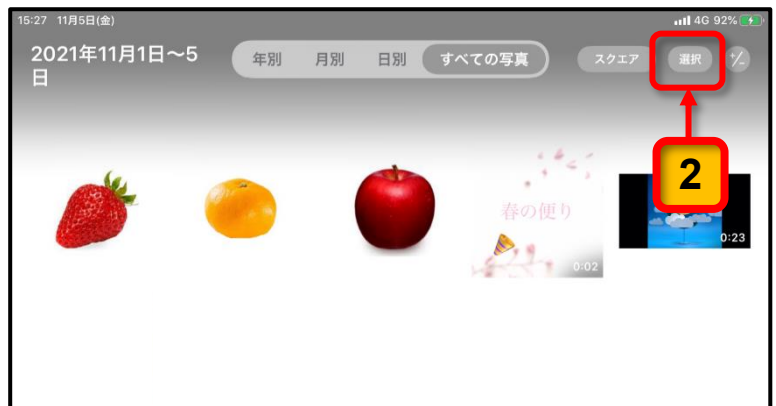 15:27 11月5日(金)
4G 92%
2021年11月1日～5
日
年別 月別 日別 すべての写真
スクエア 選択
2
春の便り
0:02
0:23